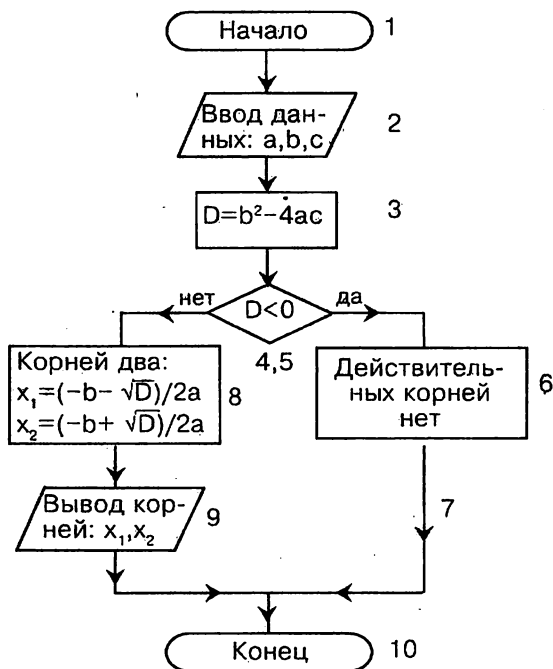 Начало 1
Ввод дан-
ных: a,b,c 2
D=b²−4ac 3
нет D<0 да
4,5
Корней два:
x₁=(-b- √D)/2a
x₂=(-b+ √D)/2a
8
Действитель-
ных корней
нет
6
Вывод кор-
ней: x₁,x₂
9
7
Конец 10